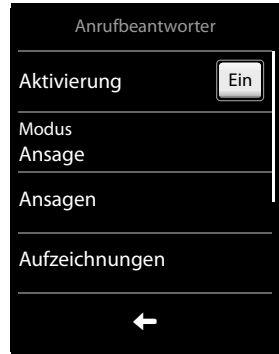 Anrufbeantworter
Aktivierung Ein
Modus
Ansage
Ansagen
Aufzeichnungen